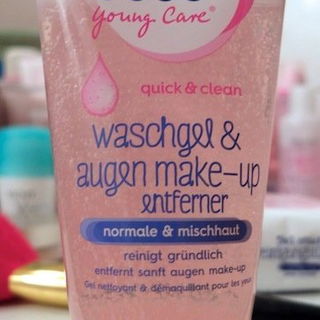 young Care®
quick & clean
waschgel &
augen make-up
entferner
normale & mischhaut
reinigt gründlich
entfernt sanft augen make-up
Gel nettoyant & démaquillant pour les yeux